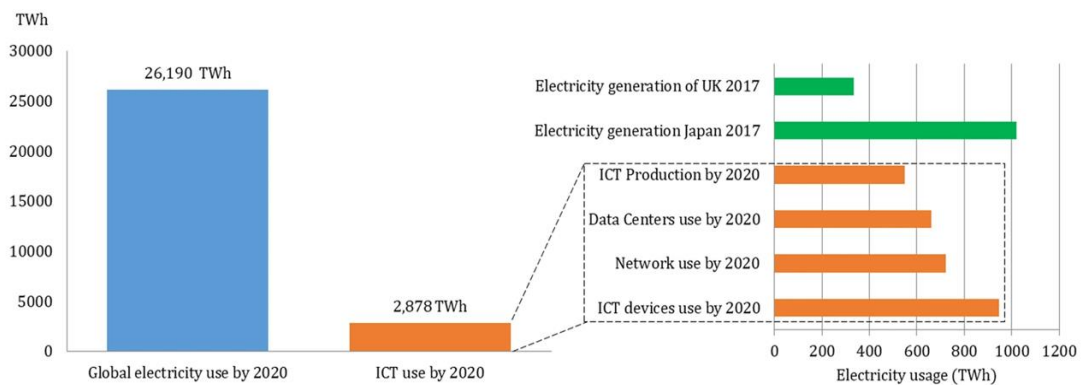 TWh
30000
25000
20000
15000
10000
5000
0
26,190 TWh
2,878 TWh
Global electricity use by 2020
ICT use by 2020
Electricity generation of UK 2017
Electricity generation Japan 2017
ICT Production by 2020
Data Centers use by 2020
Network use by 2020
ICT devices use by 2020
0 200 400 600 800 1000 1200
Electricity usage (TWh)